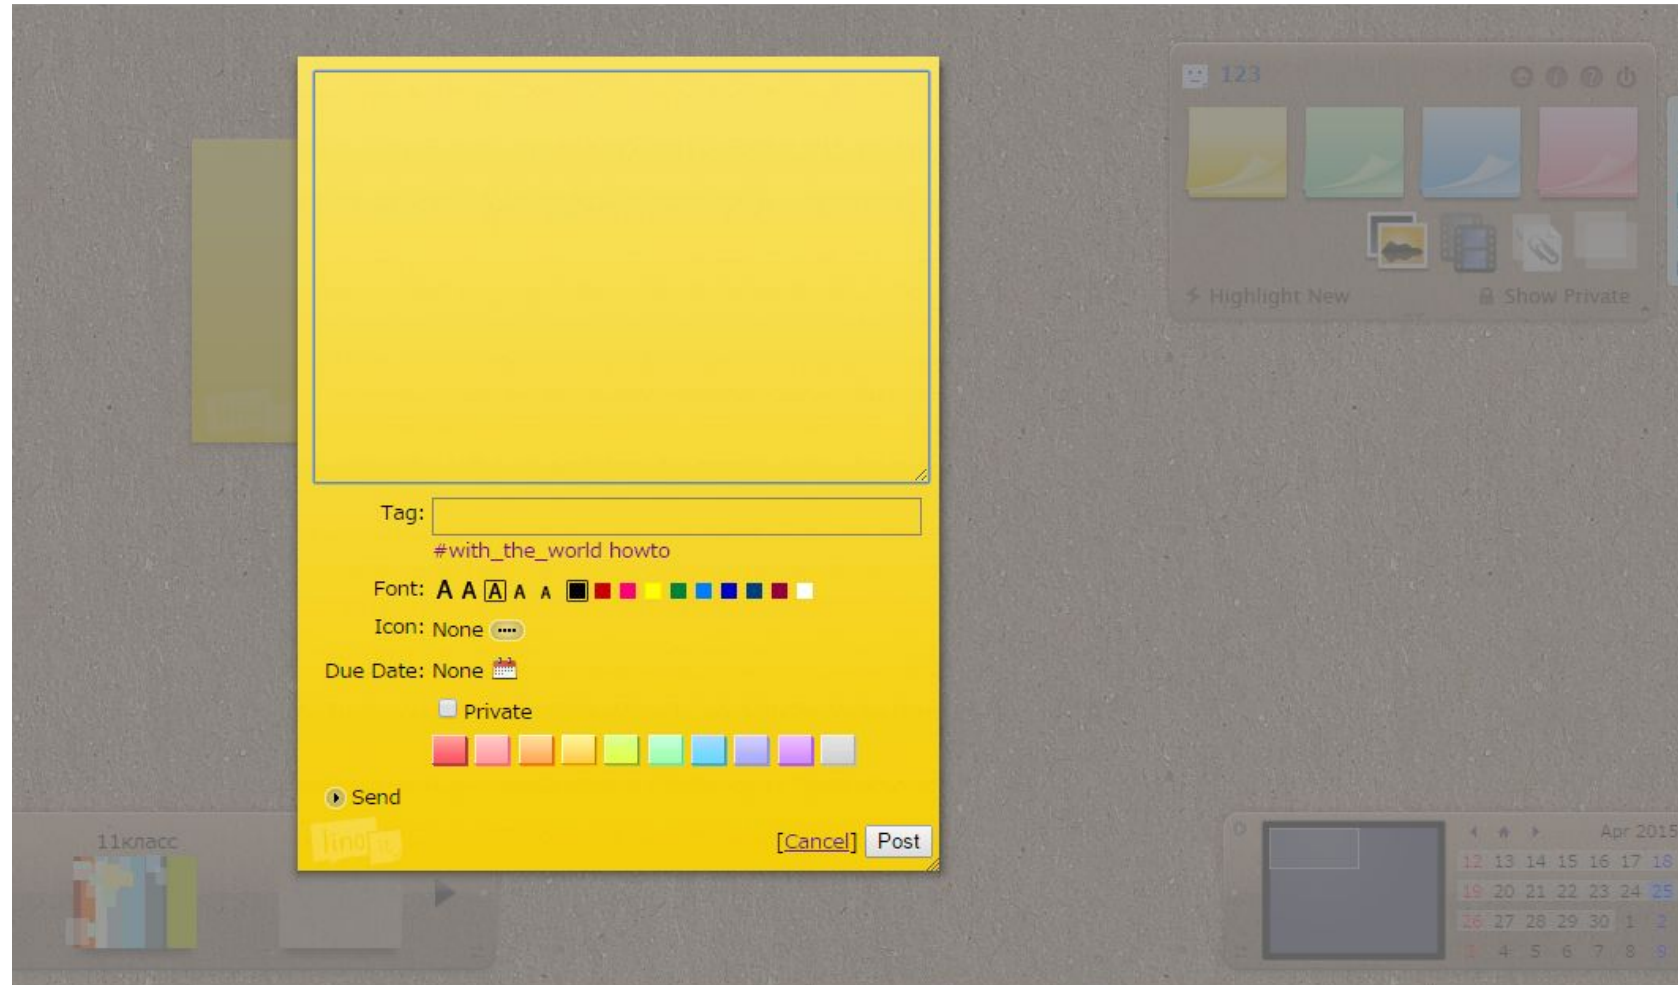 123
Highlight New
Show Private
Tag:
#with_the_world howto
Font: A A A A A
Icon: None
Due Date: None
Private
Send
lino it
[Cancel] Post
11класс
Apr 2015
12 13 14 15 16 17 18
19 20 21 22 23 24 25
26 27 28 29 30 1 2
3 4 5 6 7 8 9